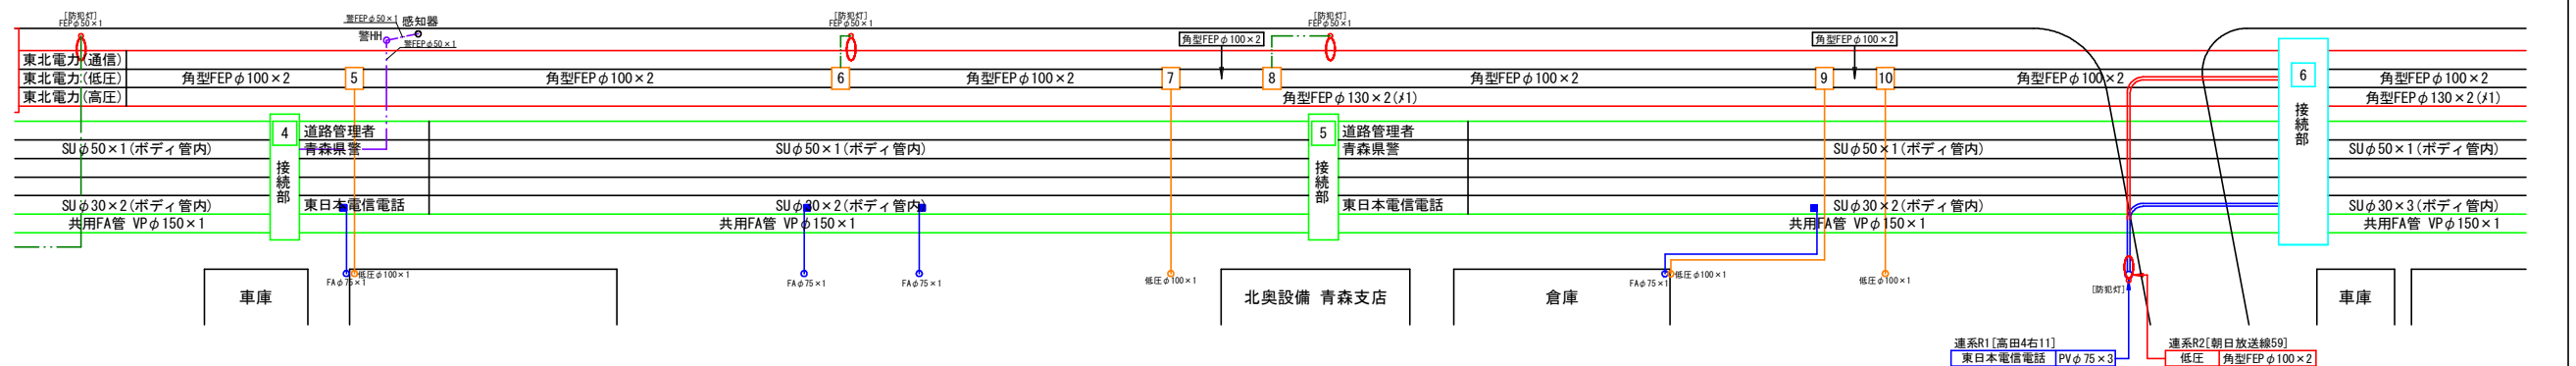 [防犯灯]
FEPφ50×1
警FEPφ50×1
感知器
警HH
警FEPφ50×1
[防犯灯]
FEPφ50×1
角型FEPφ100×2
[防犯灯]
FEPφ50×1
角型FEPφ100×2
東北電力(通信)
東北電力(低圧)
東北電力(高圧)
角型FEPφ100×2
5
角型FEPφ100×2
6
角型FEPφ100×2
7
8
角型FEPφ100×2
9
10
角型FEPφ100×2
6
接続部
角型FEPφ100×2
角型FEPφ130×2(メ1)
角型FEPφ130×2(メ1)
4
接続部
道路管理者
青森県警
東日本電信電話
5
接続部
道路管理者
青森県警
東日本電信電話
SUφ50×1(ボディ管内)
SUφ50×1(ボディ管内)
SUφ50×1(ボディ管内)
SUφ50×1(ボディ管内)
SUφ30×2(ボディ管内)
SUφ30×2(ボディ管内)
SUφ30×2(ボディ管内)
SUφ30×3(ボディ管内)
共用FA管 VPφ150×1
共用FA管 VPφ150×1
共用FA管 VPφ150×1
共用FA管 VPφ150×1
低圧φ100×1
FAφ75×1
FAφ75×1
FAφ75×1
低圧φ100×1
FAφ75×1
低圧φ100×1
低圧φ100×1
[防犯灯]
車庫
北奥設備 青森支店
倉庫
車庫
連系R1[高田4右11]
東日本電信電話 PVφ75×3
連系R2[朝日放送線59]
低圧 角型FEPφ100×2